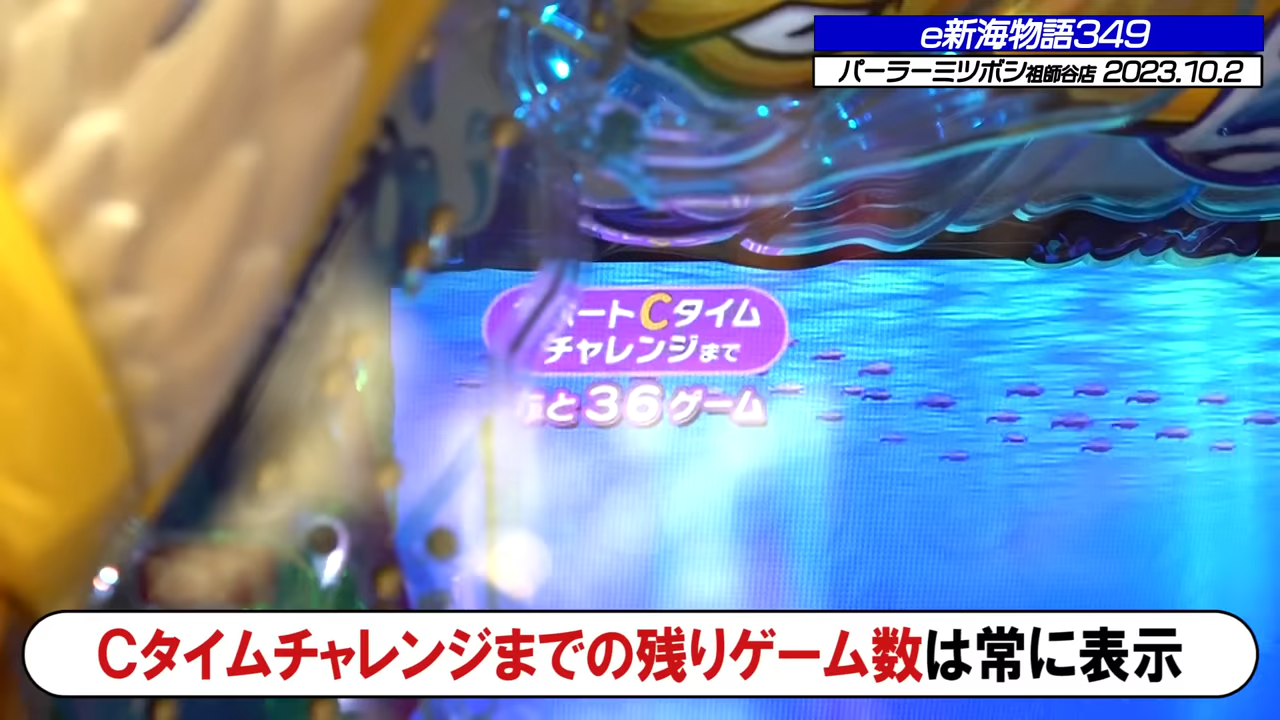 e新海物語349
パーラーミツボシ祖師谷店 2023.10.2
ートCタイム
チャレンジまで
と36ゲーム
Cタイムチャレンジまでの残りゲーム数は常に表示